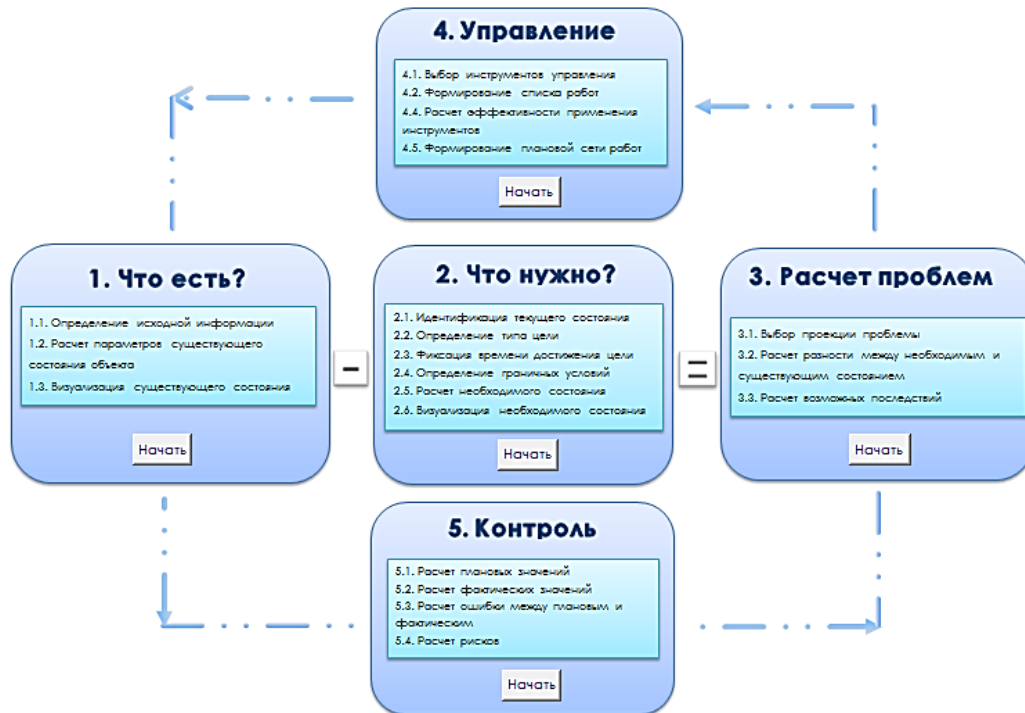 4. Управление
4.1. Выбор инструментов управления
4.2. Формирование списка работ
4.4. Расчет эффективности применения
инструментов
4.5. Формирование плановой сети работ
Начать
1. Что есть?
1.1. Определение исходной информации
1.2. Расчет параметров существующего
состояния объекта
1.3. Визуализация существующего состояния
Начать
-
2. Что нужно?
2.1. Идентификация текущего состояния
2.2. Определение типа цели
2.3. Фиксация времени достижения цели
2.4. Определение граничных условий
2.5. Расчет необходимого состояния
2.6. Визуализация необходимого состояния
Начать
=
3. Расчет проблем
3.1. Выбор проекции проблемы
3.2. Расчет разности между необходимым и
существующим состоянием
3.3. Расчет возможных последствий
Начать
5. Контроль
5.1. Расчет плановых значений
5.2. Расчет фактических значений
5.3. Расчет ошибки между плановым и
фактическим
5.4. Расчет рисков
Начать